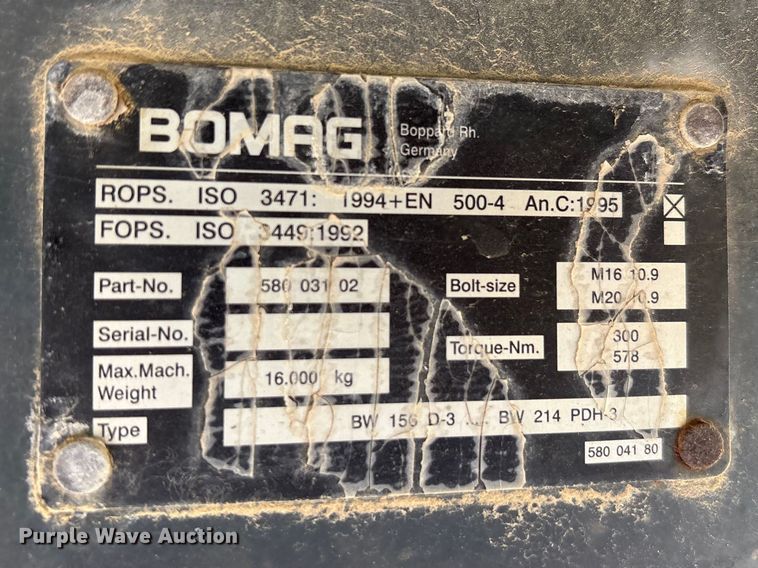 BOMAG
Boppard Rh.
Germany
ROPS. ISO 3471: 1994+EN 500-4 An.C:1995
FOPS. ISO 3449:1992
Part-No. 580 031 02
Bolt-size M16 10.9
M20 10.9
Serial-No.
Torque-Nm. 300
578
Max.Mach.
Weight
16.000 kg
Type BW 156 D-3 .... BW 214 PDH-3
580 041 80
Purple Wave Auction